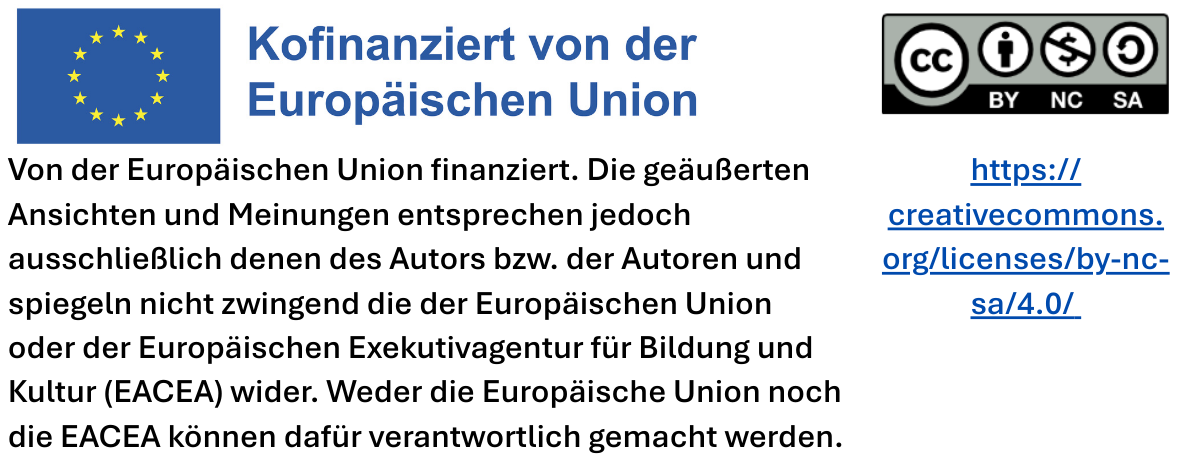 Kofinanziert von der
Europäischen Union
Von der Europäischen Union finanziert. Die geäußerten
Ansichten und Meinungen entsprechen jedoch
ausschließlich denen des Autors bzw. der Autoren und
spiegeln nicht zwingend die der Europäischen Union
oder der Europäischen Exekutivagentur für Bildung und
Kultur (EACEA) wider. Weder die Europäische Union noch
die EACEA können dafür verantwortlich gemacht werden.
cc
BY NC SA
https://
creativecommons.
org/licenses/by-nc-
sa/4.0/